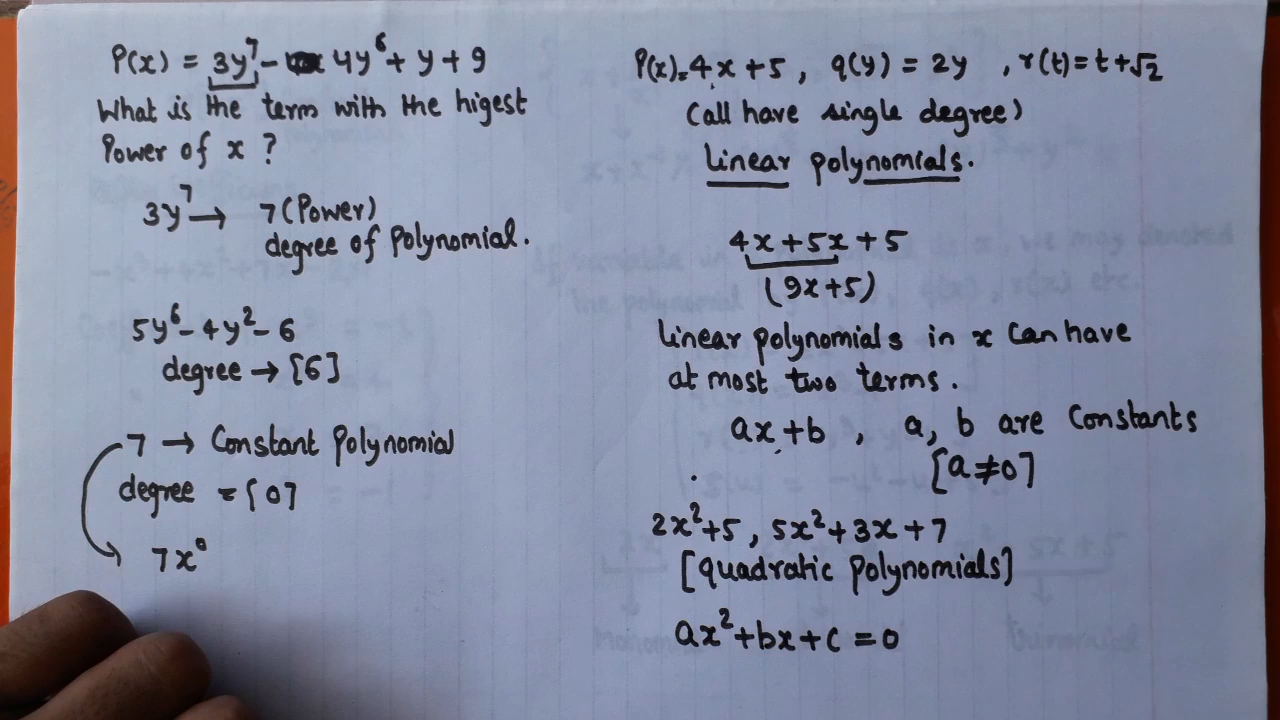 P(x) = 3y⁷ - 4y⁶ + y + 9
What is the term with the higest
Power of x ?
3y⁷ → 7 (Power)
degree of Polynomial.
5y⁶ - 4y² - 6
degree → [6]
7 → Constant Polynomial
degree = [0]
7x⁰
P(x) = 4x + 5 , q(y) = 2y , r(t) = t + √2
(all have single degree)
Linear polynomials.
4x + 5x + 5
(9x + 5)
Linear polynomials in x can have
at most two terms.
ax + b , a, b are Constants
[a ≠ 0]
2x² + 5 , 5x² + 3x + 7
[quadratic Polynomials]
ax² + bx + c = 0